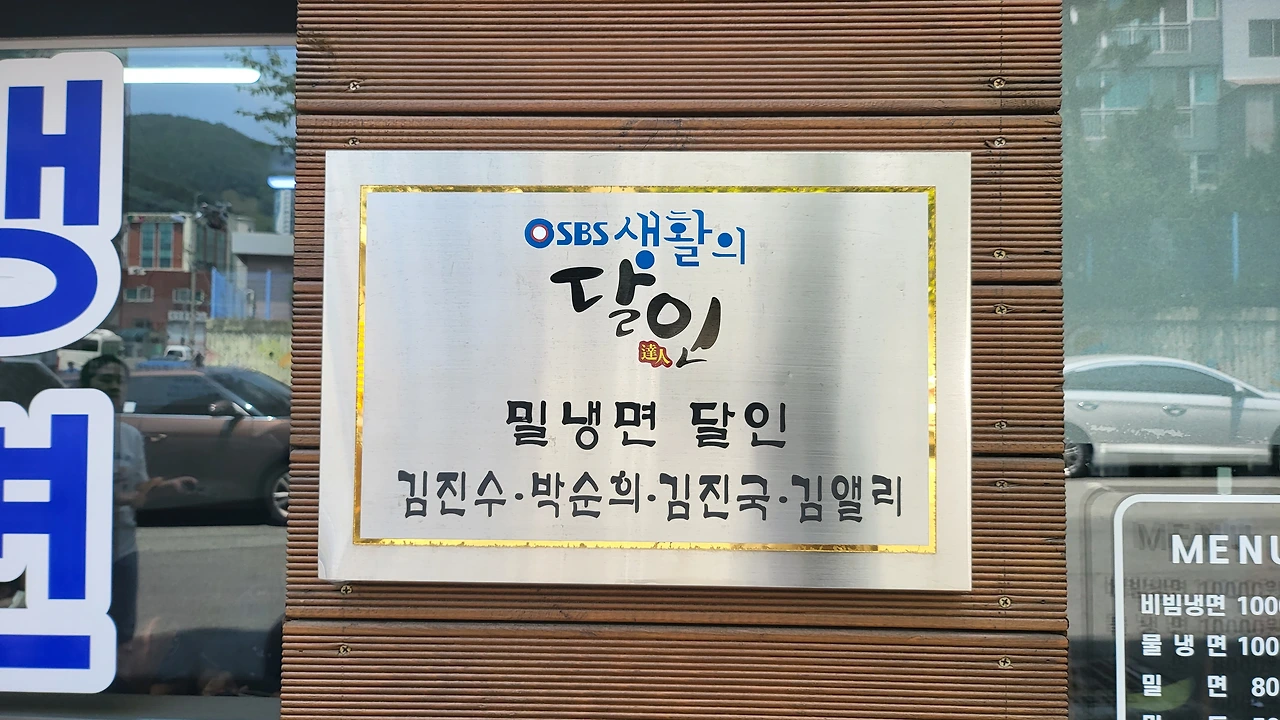 SBS 생활의
달인
達人
밀냉면 달인
김진수·박순희·김진국·김앨리
MENU
비빔냉면
물냉면
밀면